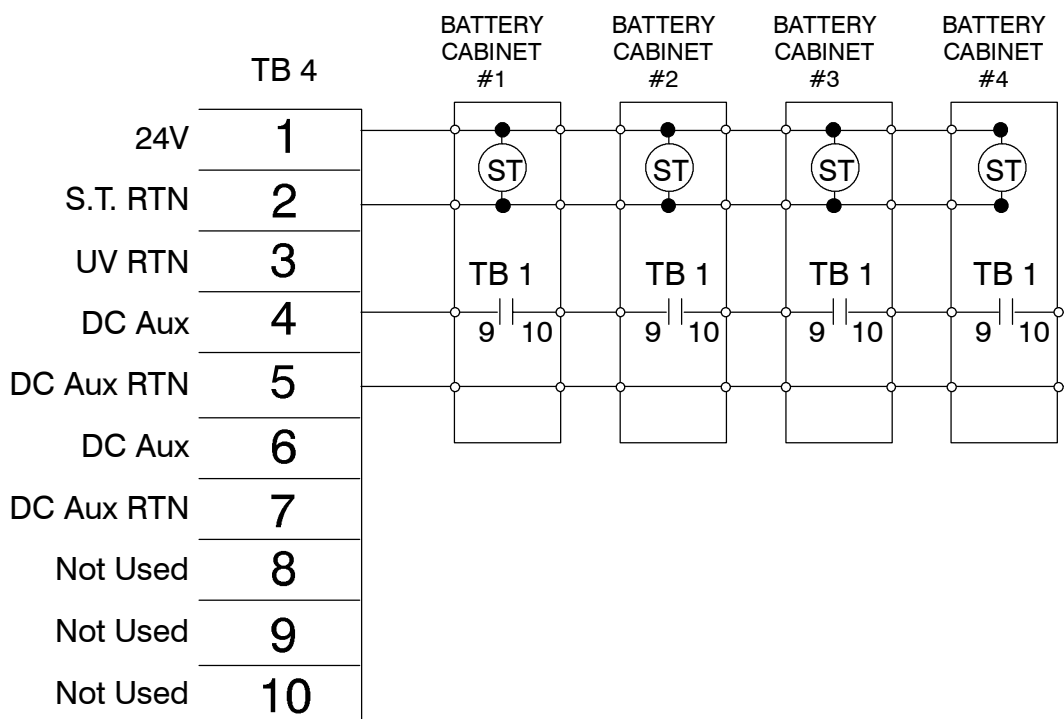 BATTERY
CABINET
#1
BATTERY
CABINET
#2
BATTERY
CABINET
#3
BATTERY
CABINET
#4
TB 4
24V 1
S.T. RTN 2
UV RTN 3
DC Aux 4
DC Aux RTN 5
DC Aux 6
DC Aux RTN 7
Not Used 8
Not Used 9
Not Used 10
ST ST ST ST
TB 1 TB 1 TB 1 TB 1
9 10 9 10 9 10 9 10